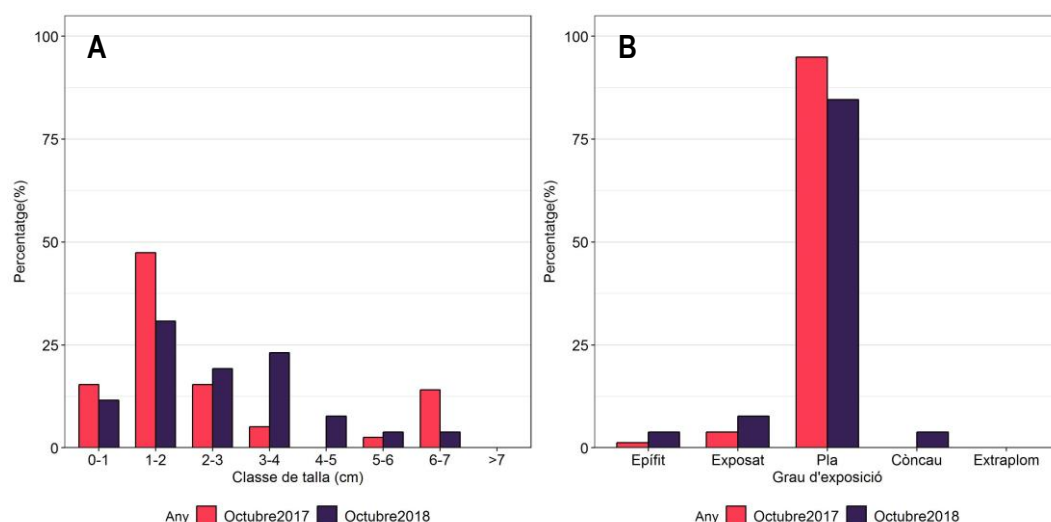 A
Percentatge(%)
100
75
50
25
0
0-1 1-2 2-3 3-4 4-5 5-6 6-7 >7
Classe de talla (cm)
Any Octubre2017 Octubre2018
B
Percentatge(%)
100
75
50
25
0
Epífit Exposat Pla Còncau Extraplom
Grau d'exposició
Any Octubre2017 Octubre2018